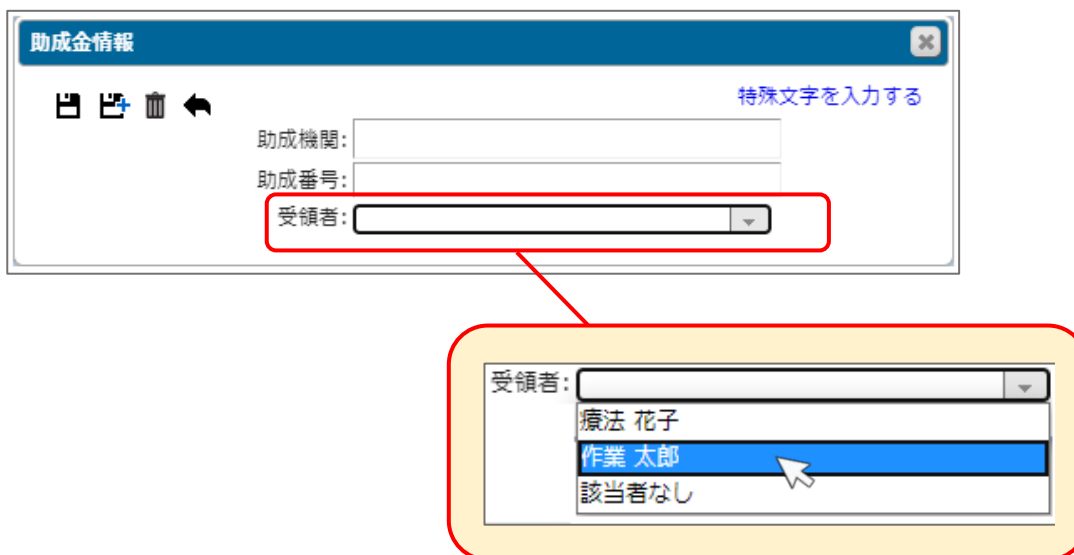 助成金情報
特殊文字を入力する
助成機関:
助成番号:
受領者:
受領者:
療法 花子
作業 太郎
該当者なし